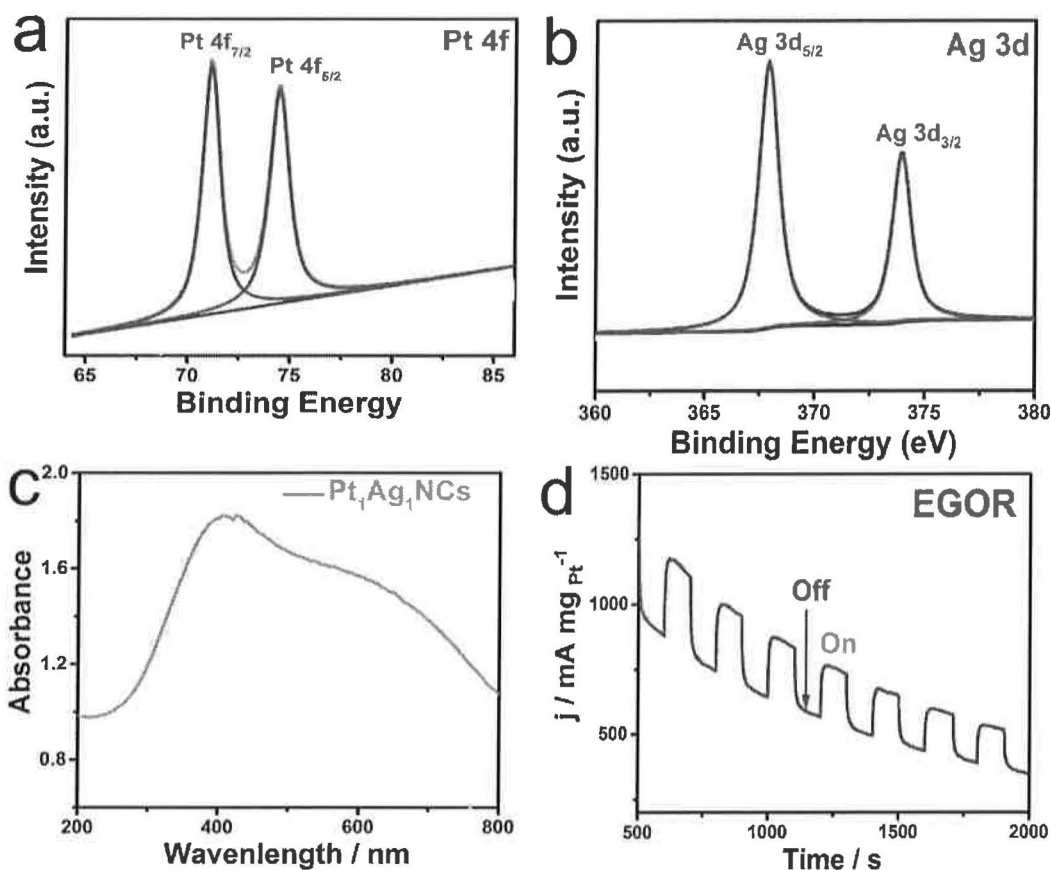 a
Pt 4f
Pt 4f7/2
Pt 4f5/2
Intensity (a.u.)
65 70 75 80 85
Binding Energy
b
Ag 3d
Ag 3d5/2
Ag 3d3/2
Intensity (a.u.)
360 365 370 375 380
Binding Energy (eV)
c
Pt1Ag1NCs
Absorbance
2.0
1.6
1.2
0.8
200 400 600 800
Wavenlength / nm
d
EGOR
Off
On
j / mA mg Pt-1
1500
1000
500
500 1000 1500 2000
Time / s